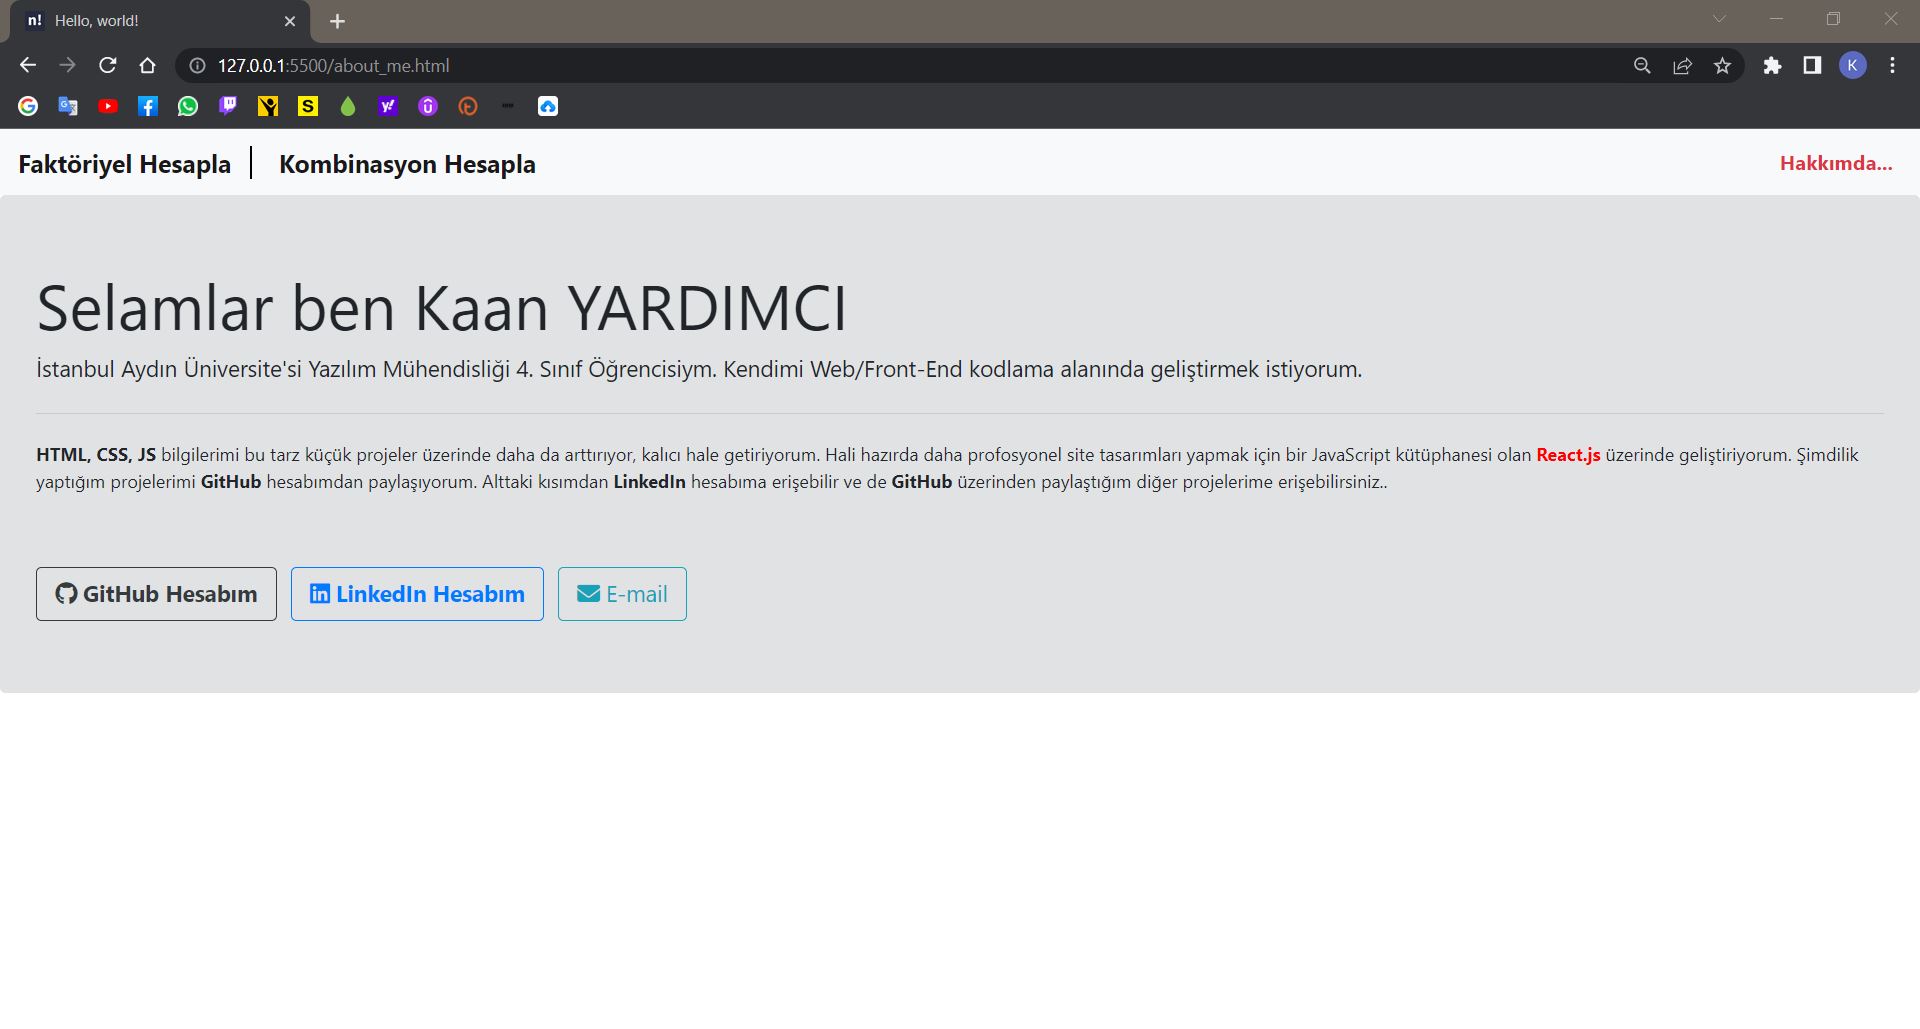 n! Hello, world!
127.0.0.1:5500/about_me.html
K
S
Faktöriyel Hesapla
Kombinasyon Hesapla
Hakkımda...
Selamlar ben Kaan YARDIMCI
İstanbul Aydın Üniversite'si Yazılım Mühendisliği 4. Sınıf Öğrencisiym. Kendimi Web/Front-End kodlama alanında geliştirmek istiyorum.
HTML, CSS, JS bilgilerimi bu tarz küçük projeler üzerinde daha da arttırıyor, kalıcı hale getiriyorum. Hali hazırda daha profosyonel site tasarımları yapmak için bir JavaScript kütüphanesi olan React.js üzerinde geliştiriyorum. Şimdilik
yaptığım projelerimi GitHub hesabımdan paylaşıyorum. Alttaki kısımdan LinkedIn hesabıma erişebilir ve de GitHub üzerinden paylaştığım diğer projelerime erişebilirsiniz..
GitHub Hesabım
LinkedIn Hesabım
E-mail